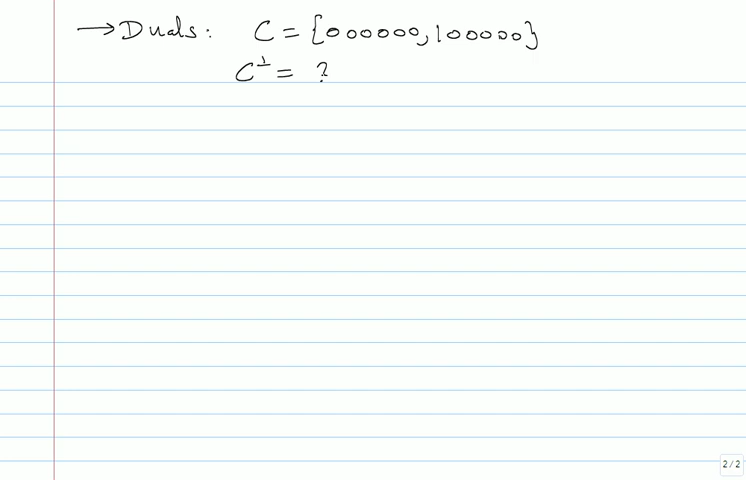 → Duals: C = {000000, 100000}
C⊥ = ?
2 / 2